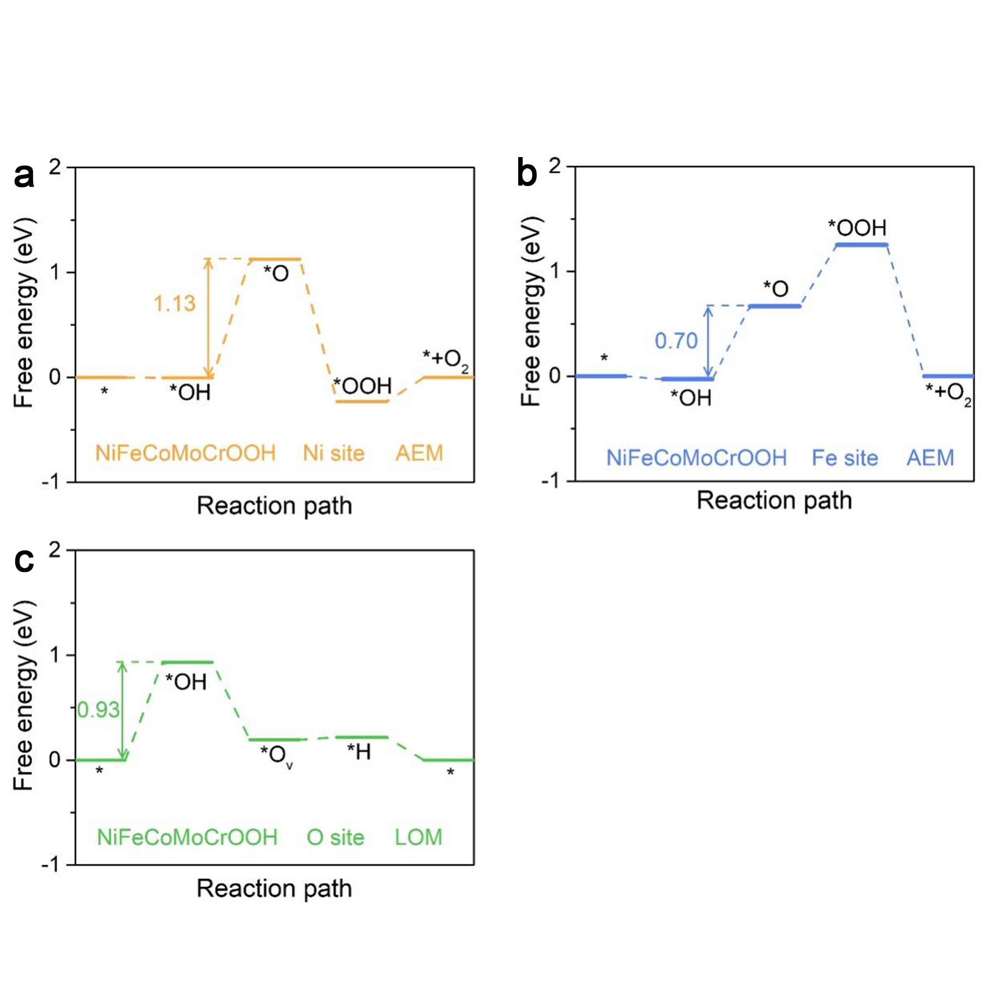 a
Free energy (eV)
2
1
0
-1
1.13
*
*OH
*O
*OOH
*+O₂
NiFeCoMoCrOOH Ni site AEM
Reaction path
b
Free energy (eV)
2
1
0
-1
0.70
*
*OH
*O
*OOH
*+O₂
NiFeCoMoCrOOH Fe site AEM
Reaction path
c
Free energy (eV)
2
1
0
-1
0.93
*
*OH
*Oᵥ
*H
*
NiFeCoMoCrOOH O site LOM
Reaction path